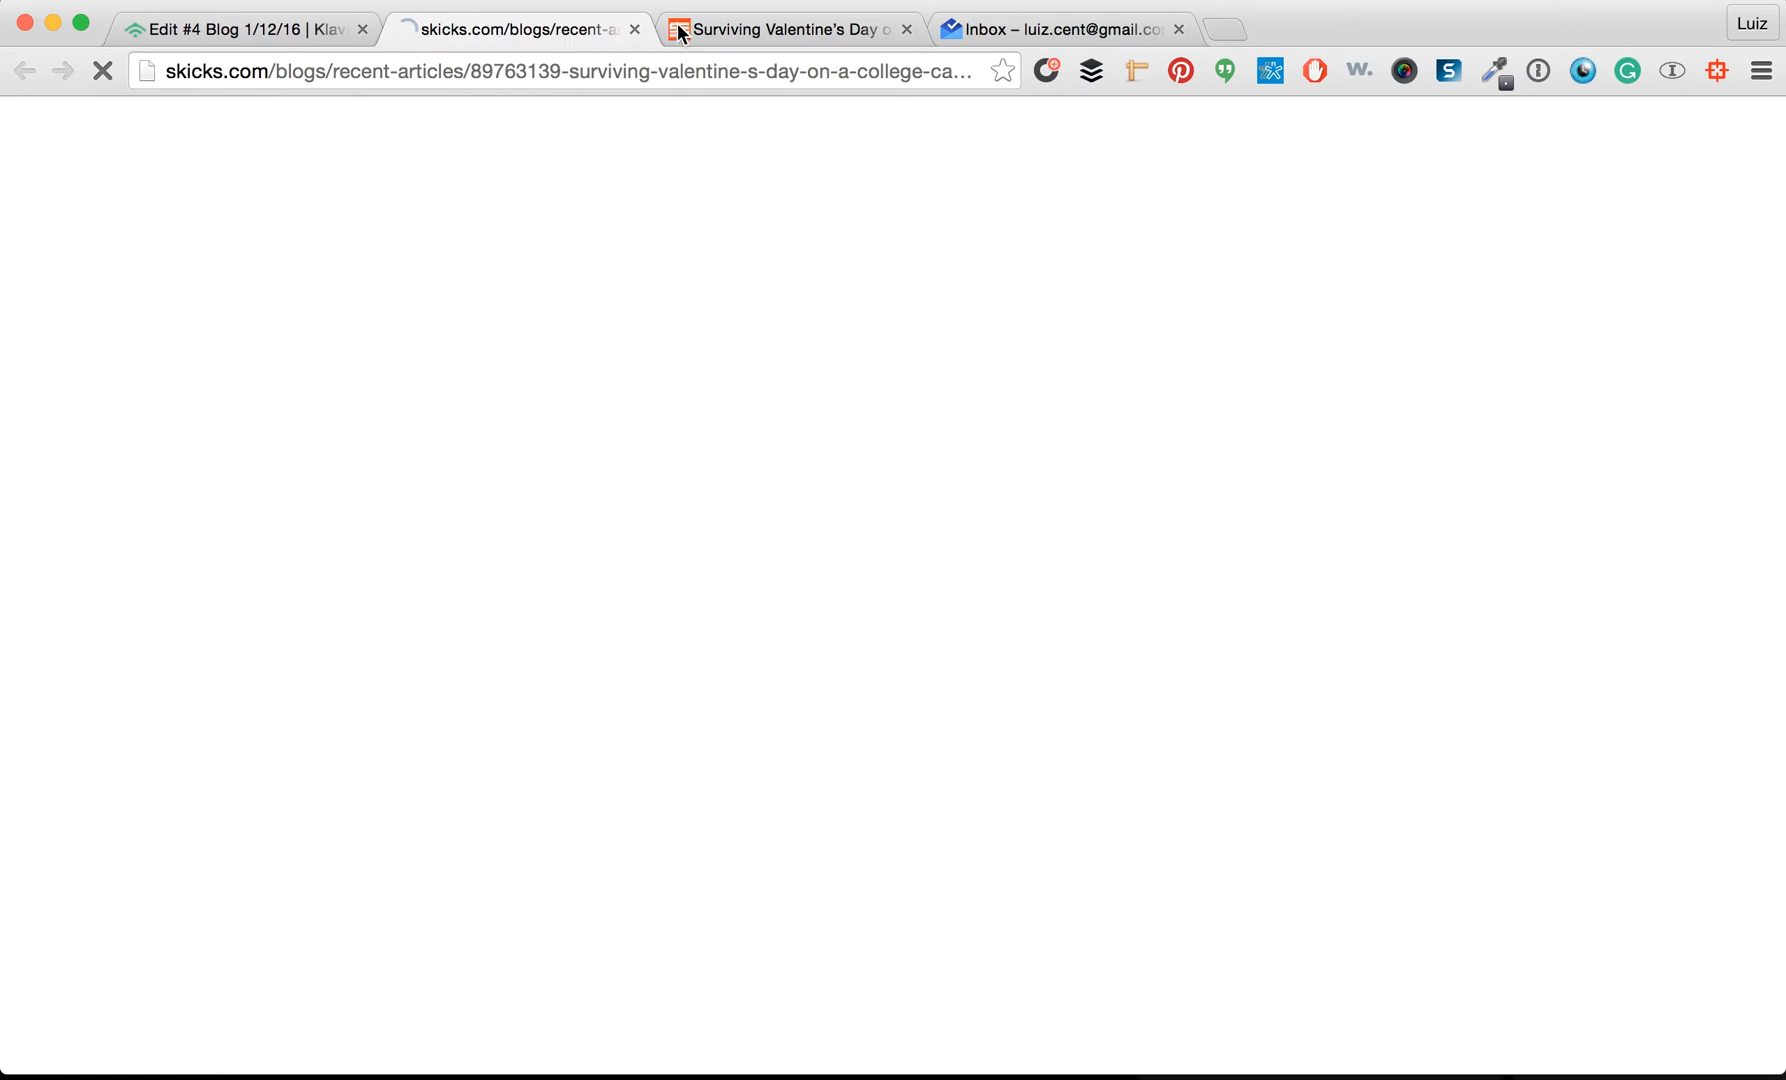 Edit #4 Blog 1/12/16 | Klav
skicks.com/blogs/recent-a
Surviving Valentine's Day o
Inbox – luiz.cent@gmail.co
Luiz
skicks.com/blogs/recent-articles/89763139-surviving-valentine-s-day-on-a-college-ca...
w.
S